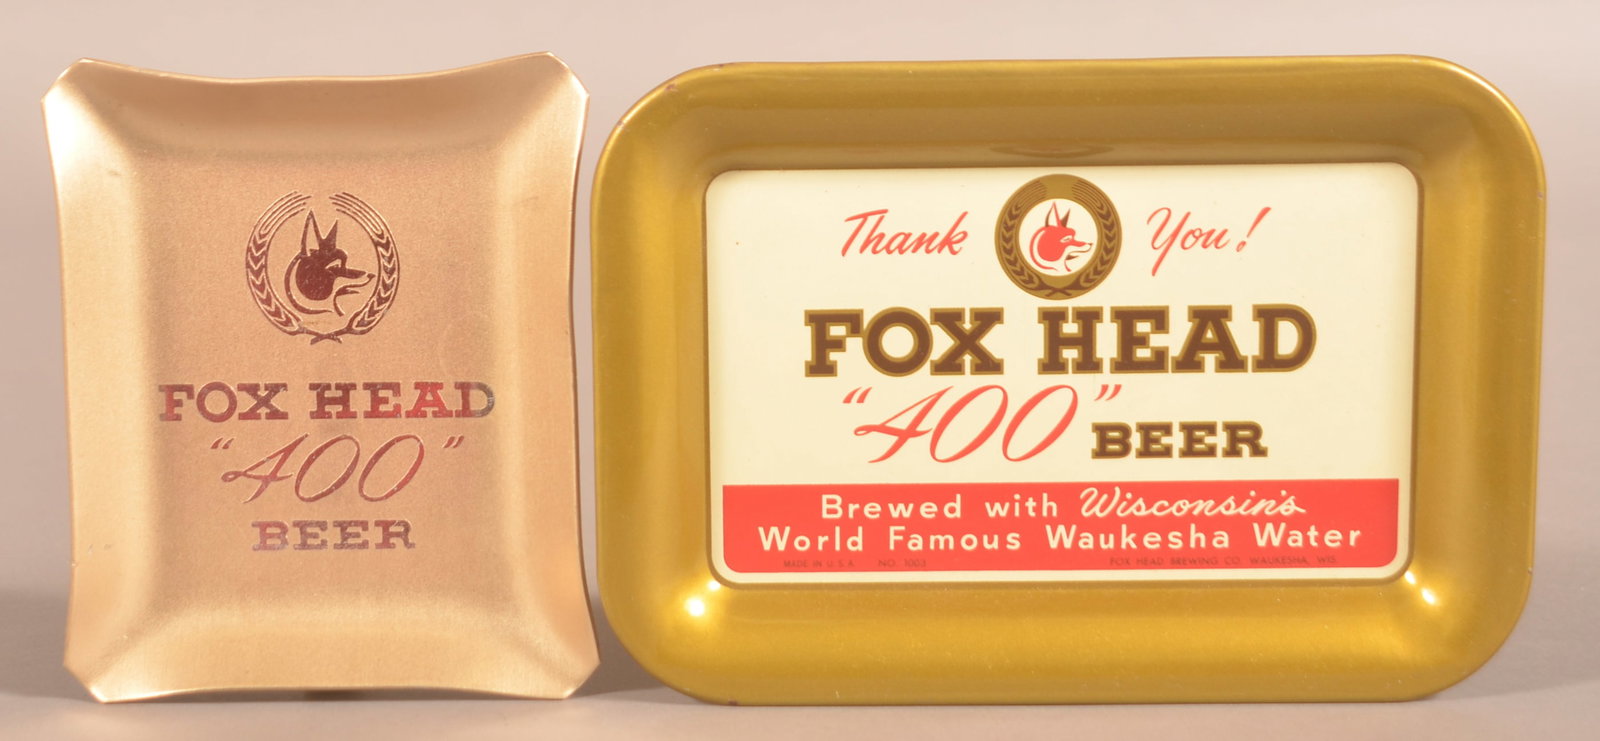 FOX HEAD
“400”
BEER
Thank You!
FOX HEAD
“400” BEER
Brewed with Wisconsin's
World Famous Waukesha Water
MADE IN U.S.A. NO. 1003 FOX HEAD BREWING CO. WAUKESHA, WIS.